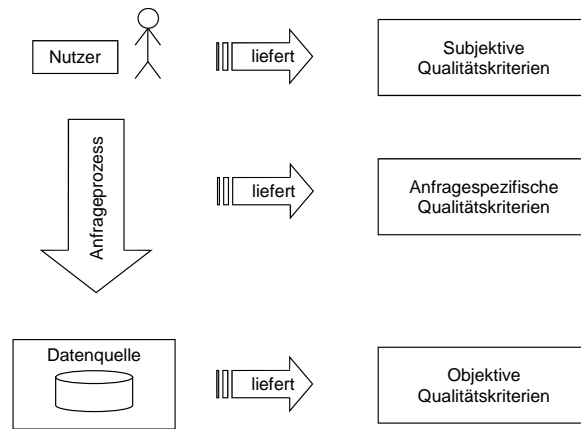 Nutzer
liefert
Subjektive
Qualitätskriterien
Anfrageprozess
liefert
Anfragespezifische
Qualitätskriterien
Datenquelle
liefert
Objektive
Qualitätskriterien